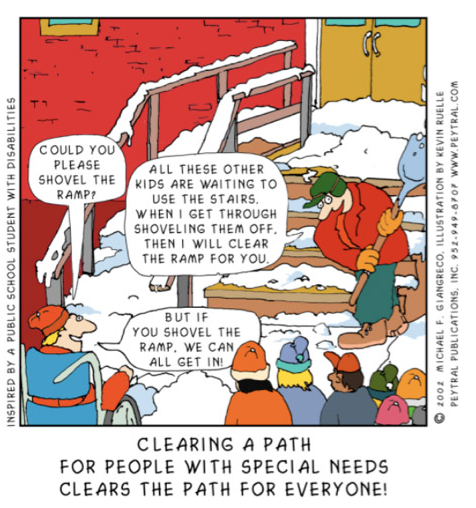 COULD YOU
PLEASE
SHOVEL THE
RAMP?
ALL THESE OTHER
KIDS ARE WAITING TO
USE THE STAIRS.
WHEN I GET THROUGH
SHOVELING THEM OFF,
THEN I WILL CLEAR
THE RAMP FOR YOU.
BUT IF
YOU SHOVEL THE
RAMP, WE CAN
ALL GET IN!
CLEARING A PATH
FOR PEOPLE WITH SPECIAL NEEDS
CLEARS THE PATH FOR EVERYONE!
INSPIRED BY A PUBLIC SCHOOL STUDENT WITH DISABILITIES
© 2002 MICHAEL F. GIANGRECO, ILLUSTRATION BY KEVIN RUELLE
PEYTRAL PUBLICATIONS, INC. 952-949-8707 WWW.PEYTRAL.COM